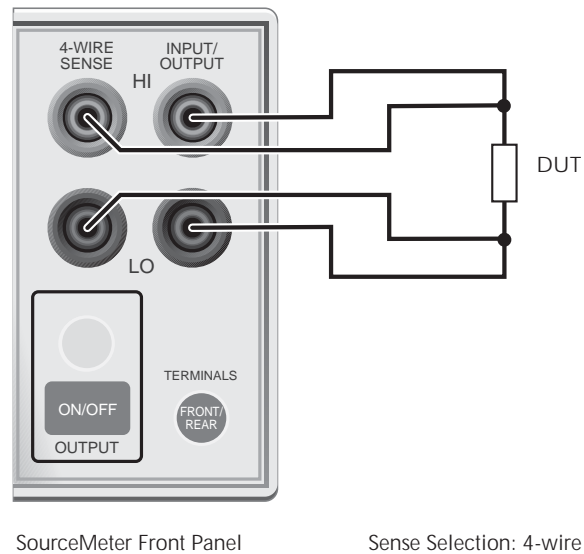 4-WIRE
SENSE
INPUT/
OUTPUT
HI
DUT
LO
TERMINALS
ON/OFF
FRONT/
REAR
OUTPUT
SourceMeter Front Panel
Sense Selection: 4-wire